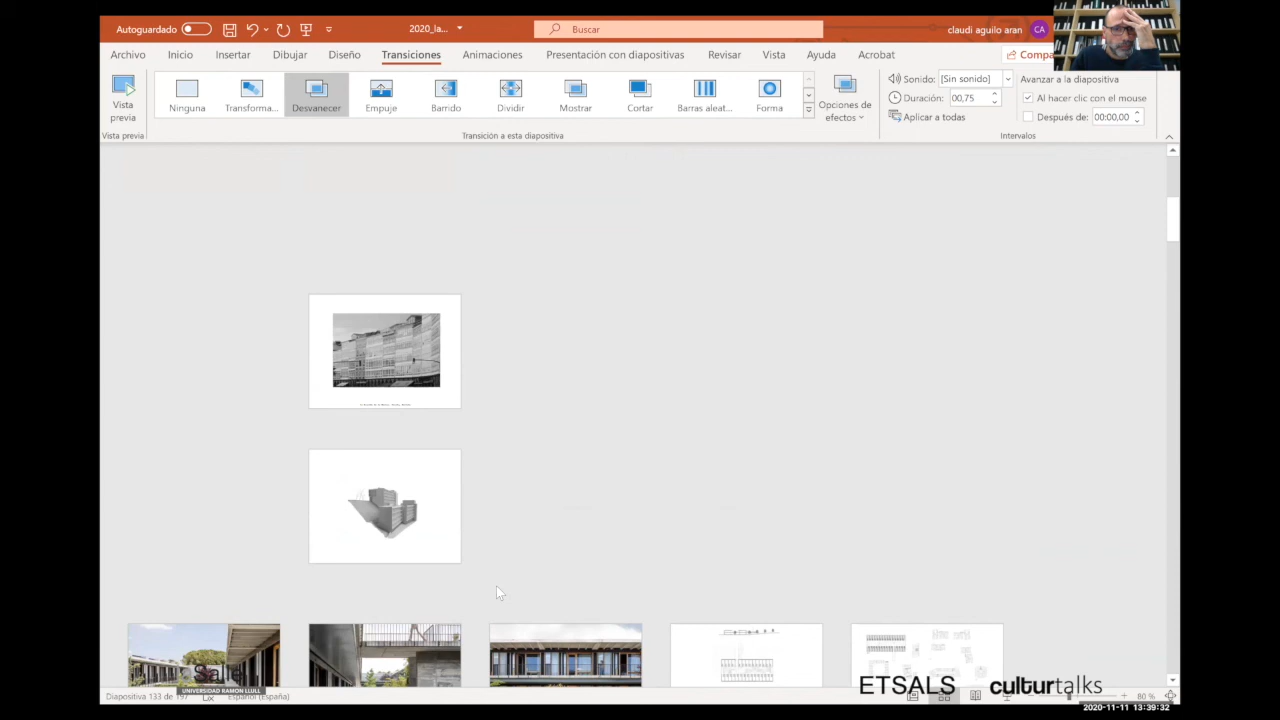 Autoguardado
2020_la...
Buscar
claudi aguilo aran CA
Archivo Inicio Insertar Dibujar Diseño Transiciones Animaciones Presentación con diapositivas Revisar Vista Ayuda Acrobat Compa
Vista previa
Ninguna Transforma... Desvanecer Empuje Barrido Dividir Mostrar Cortar Barras aleat... Forma
Opciones de efectos
Sonido: [Sin sonido]
Duración: 00,75
Aplicar a todas
Avanzar a la diapositiva
Al hacer clic con el mouse
Después de: 00:00,00
Vista previa
Transición a esta diapositiva
Intervalos
UNIVERSIDAD RAMON LLULL
ETSALS culturtalks
Diapositiva 133 de 197 Español (España)
80 %
2020-11-11 13:39:32